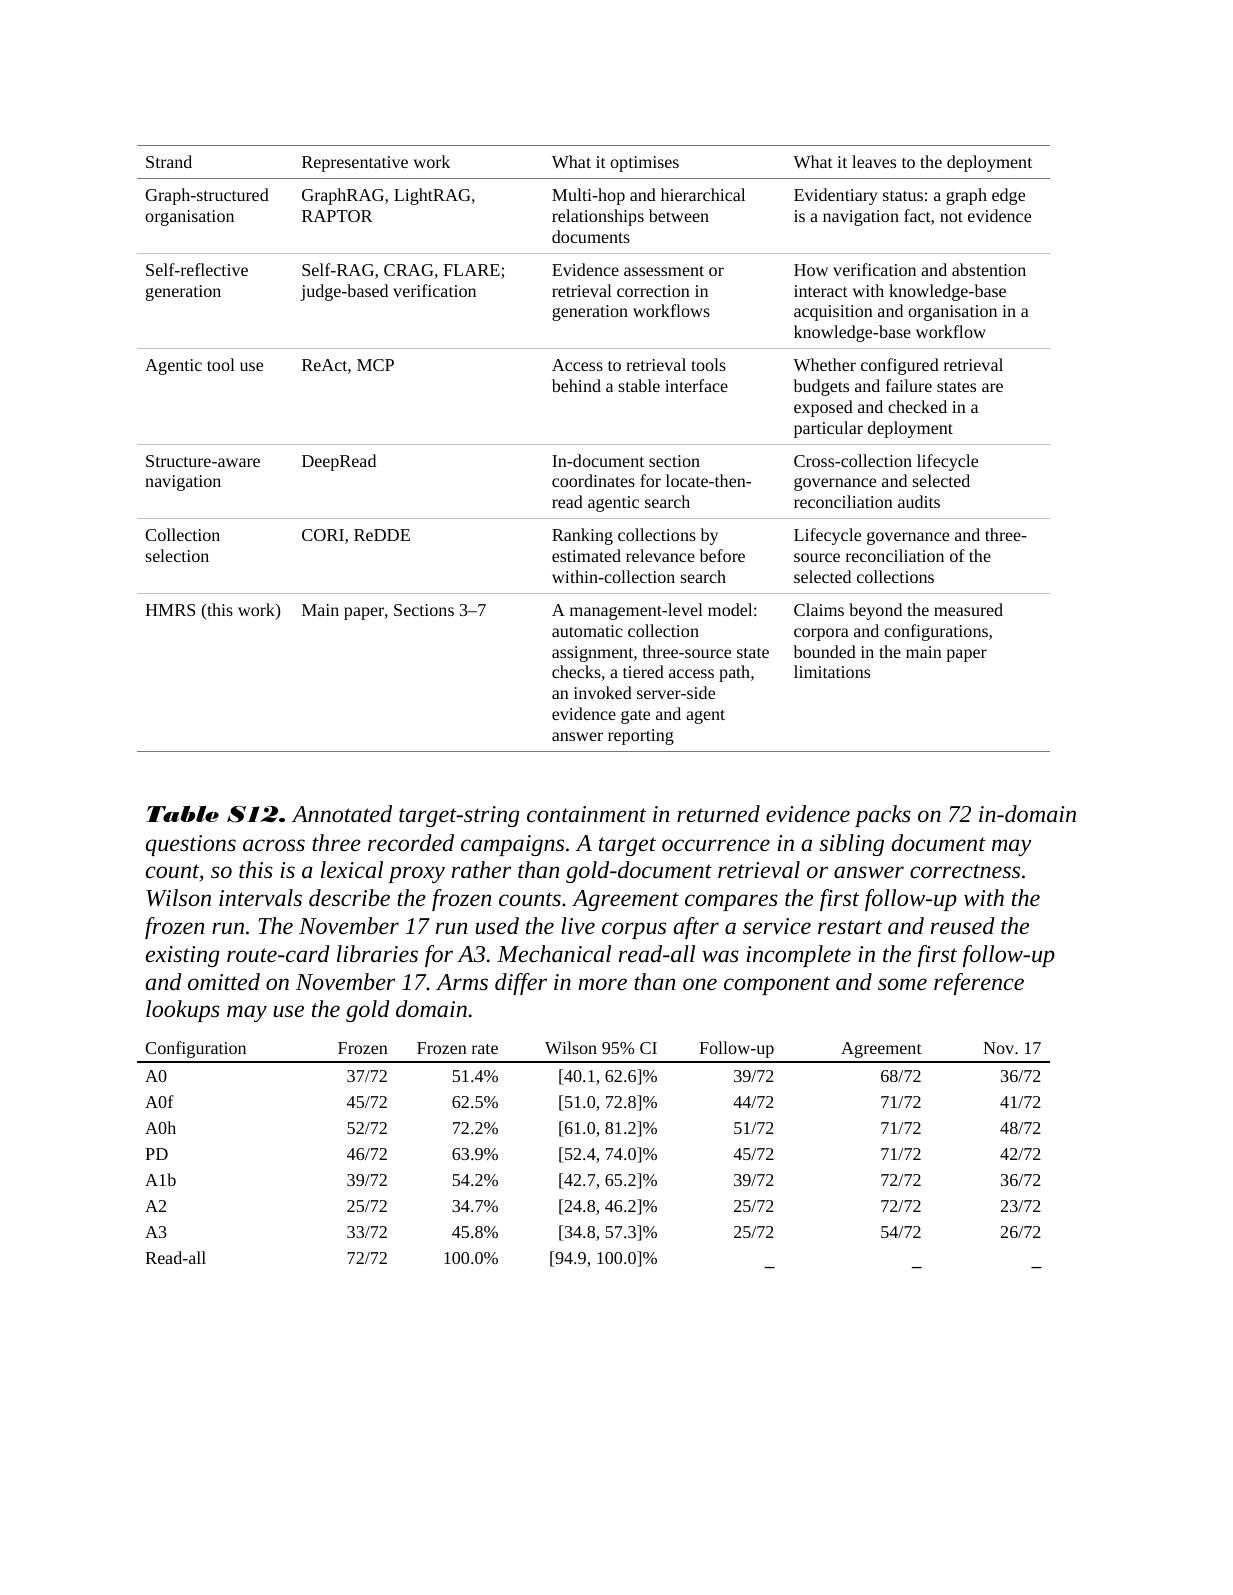 Strand Representative work What it optimises What it leaves to the deployment
Graph-structured GraphRAG, LightRAG, Multi-hop and hierarchical Evidentiary status: a graph edge
organisation RAPTOR relationships between is a navigation fact, not evidence
documents
Self-reflective Self-RAG, CRAG, FLARE; Evidence assessment or How verification and abstention
generation judge-based verification retrieval correction in interact with knowledge-base
generation workflows acquisition and organisation in a
knowledge-base workflow
Agentic tool use ReAct, MCP Access to retrieval tools Whether configured retrieval
behind a stable interface budgets and failure states are
exposed and checked in a
particular deployment
Structure-aware DeepRead In-document section Cross-collection lifecycle
navigation coordinates for locate-then- governance and selected
read agentic search reconciliation audits
Collection CORI, ReDDE Ranking collections by Lifecycle governance and three-
selection estimated relevance before source reconciliation of the
within-collection search selected collections
HMRS (this work) Main paper, Sections 3–7 A management-level model: Claims beyond the measured
automatic collection corpora and configurations,
assignment, three-source state bounded in the main paper
checks, a tiered access path, limitations
an invoked server-side
evidence gate and agent
answer reporting
Table S12. Annotated target-string containment in returned evidence packs on 72 in-domain
questions across three recorded campaigns. A target occurrence in a sibling document may
count, so this is a lexical proxy rather than gold-document retrieval or answer correctness.
Wilson intervals describe the frozen counts. Agreement compares the first follow-up with the
frozen run. The November 17 run used the live corpus after a service restart and reused the
existing route-card libraries for A3. Mechanical read-all was incomplete in the first follow-up
and omitted on November 17. Arms differ in more than one component and some reference
lookups may use the gold domain.
Configuration Frozen Frozen rate Wilson 95% CI Follow-up Agreement Nov. 17
A0 37/72 51.4% [40.1, 62.6]% 39/72 68/72 36/72
A0f 45/72 62.5% [51.0, 72.8]% 44/72 71/72 41/72
A0h 52/72 72.2% [61.0, 81.2]% 51/72 71/72 48/72
PD 46/72 63.9% [52.4, 74.0]% 45/72 71/72 42/72
A1b 39/72 54.2% [42.7, 65.2]% 39/72 72/72 36/72
A2 25/72 34.7% [24.8, 46.2]% 25/72 72/72 23/72
A3 33/72 45.8% [34.8, 57.3]% 25/72 54/72 26/72
Read-all 72/72 100.0% [94.9, 100.0]% – – –